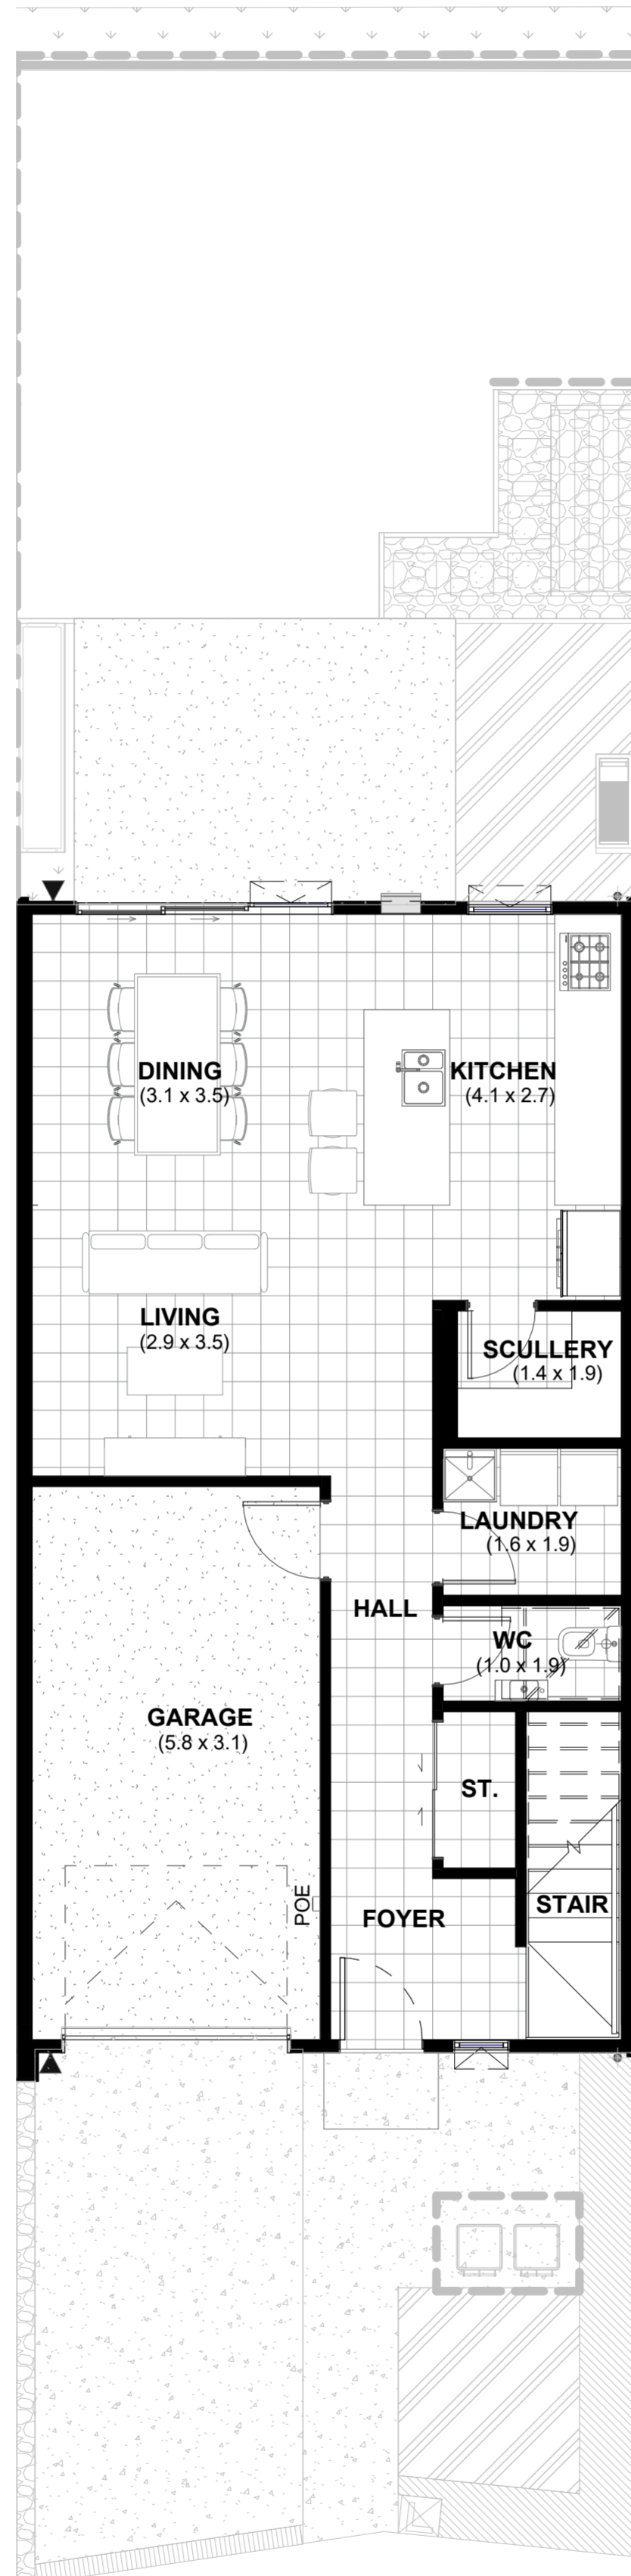 DINING
(3.1 x 3.5)
KITCHEN
(4.1 x 2.7)
LIVING
(2.9 x 3.5)
SCULLERY
(1.4 x 1.9)
LAUNDRY
(1.6 x 1.9)
HALL
WC
(1.0 x 1.9)
GARAGE
(5.8 x 3.1)
ST.
POE
FOYER
STAIR